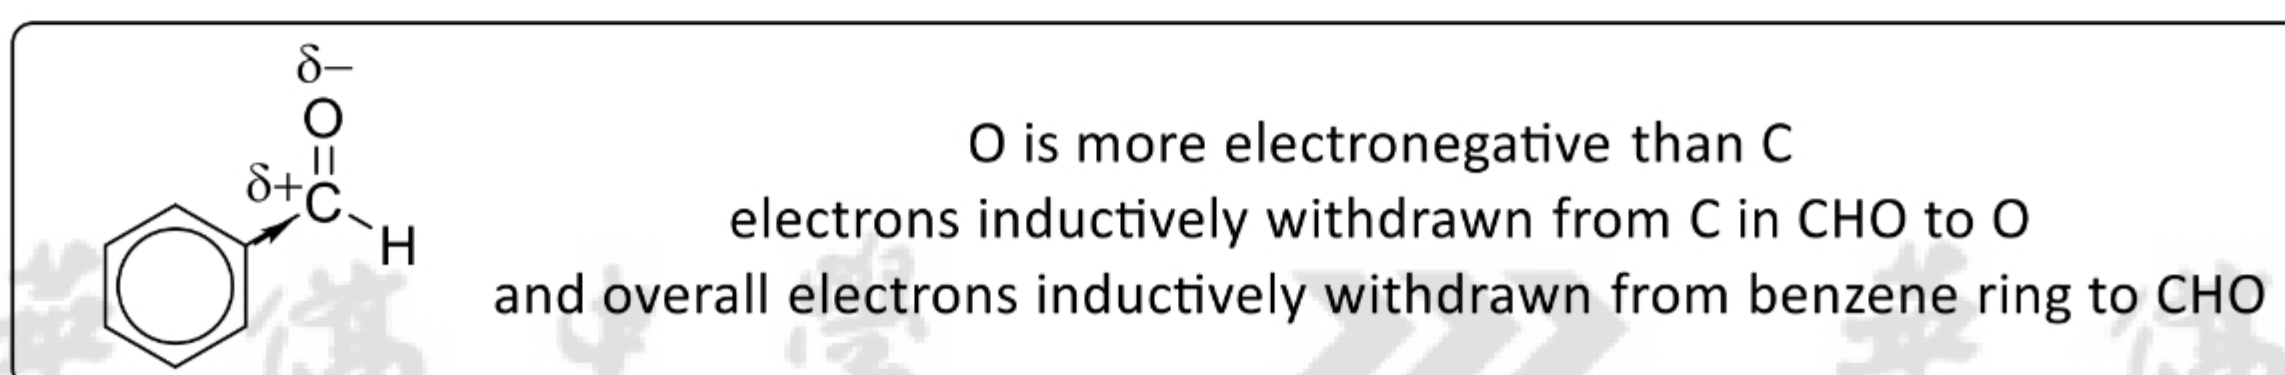 δ−
O
δ+
C
H
O is more electronegative than C
electrons inductively withdrawn from C in CHO to O
and overall electrons inductively withdrawn from benzene ring to CHO